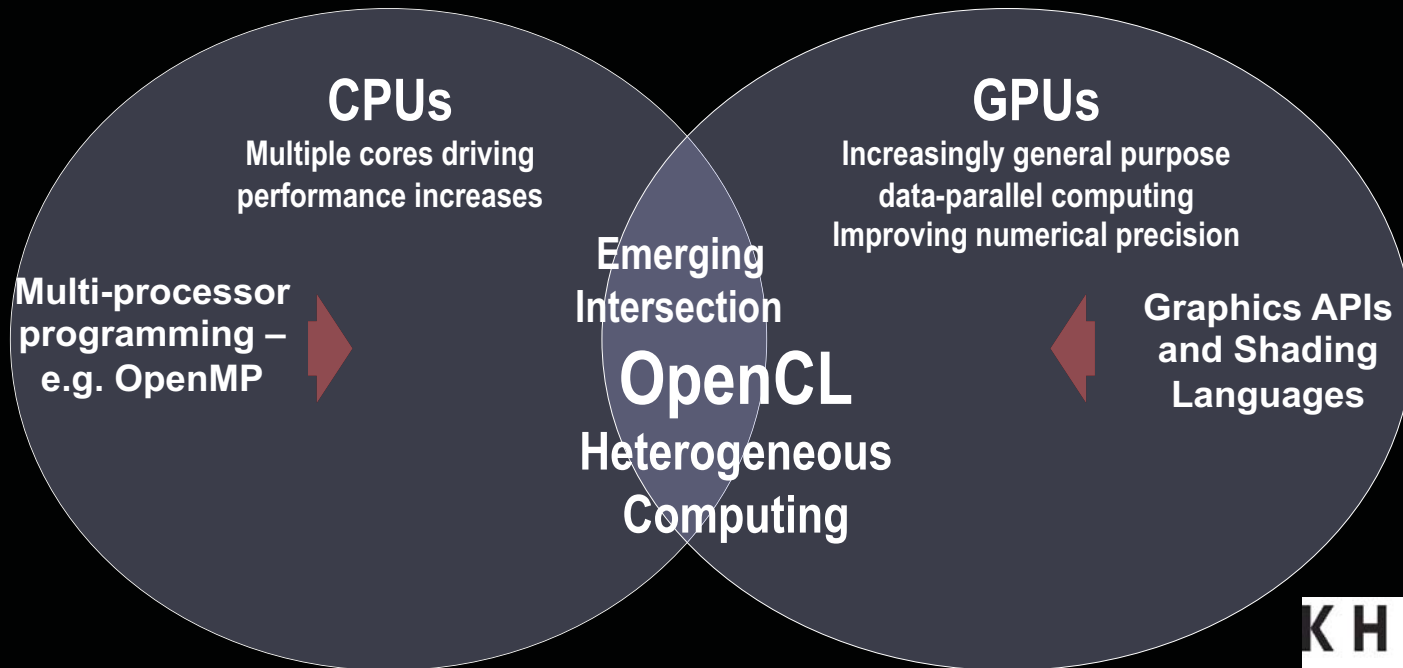 CPUs
Multiple cores driving
performance increases
Multi-processor
programming –
e.g. OpenMP
Emerging
Intersection
OpenCL
Heterogeneous
Computing
GPUs
Increasingly general purpose
data-parallel computing
Improving numerical precision
Graphics APIs
and Shading
Languages
KH